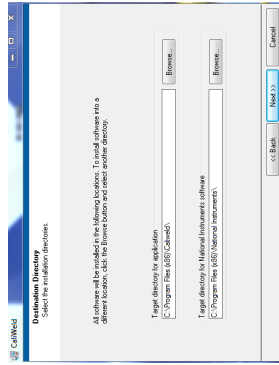 CaliWeld
Destination Directory
Select the installation directories.
All software will be installed in the following locations. To install software into a
different location, click the Browse button and select another directory.
Target directory for application
C:\Program Files (x86)\Caliweld\
Browse...
Target directory for National Instruments software
C:\Program Files (x86)\National Instruments\
Browse...
<< Back
Next >>
Cancel